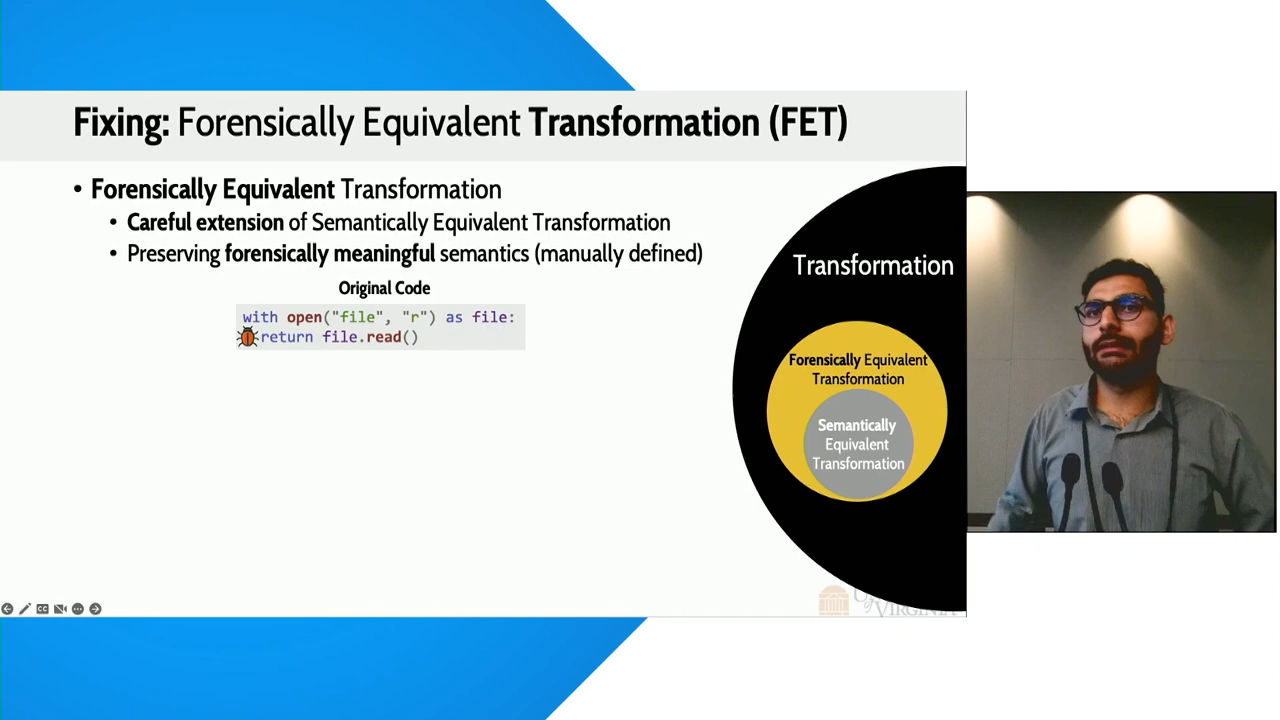 Fixing: Forensically Equivalent Transformation (FET)
• Forensically Equivalent Transformation
• Careful extension of Semantically Equivalent Transformation
• Preserving forensically meaningful semantics (manually defined)
Original Code
with open("file", "r") as file:
return file.read()
Transformation
Forensically Equivalent
Transformation
Semantically
Equivalent
Transformation
CC